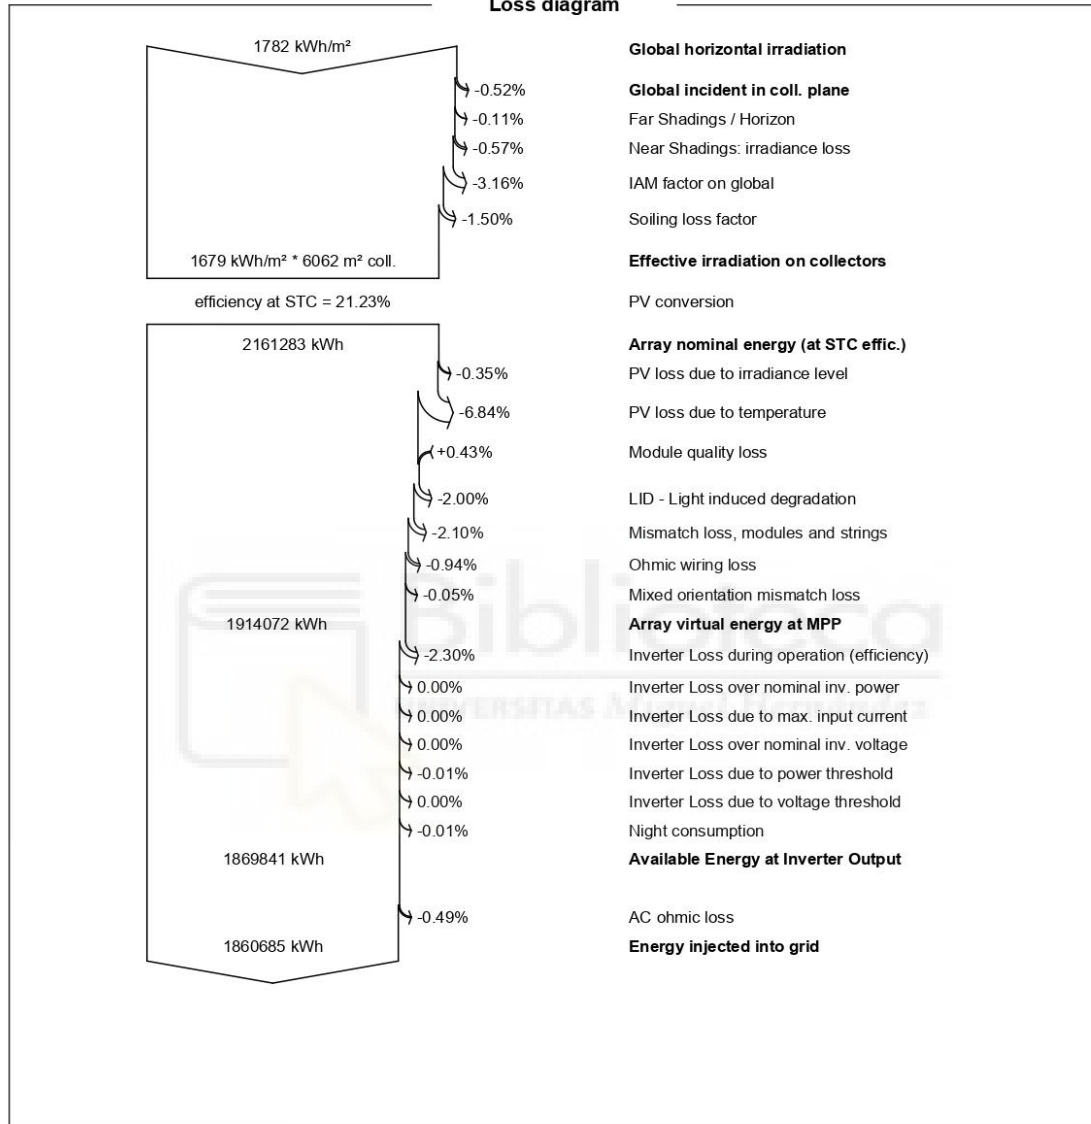 Loss diagram
1782 kWh/m² Global horizontal irradiation
-0.52% Global incident in coll. plane
-0.11% Far Shadings / Horizon
-0.57% Near Shadings: irradiance loss
-3.16% IAM factor on global
-1.50% Soiling loss factor
1679 kWh/m² * 6062 m² coll. Effective irradiation on collectors
efficiency at STC = 21.23% PV conversion
2161283 kWh Array nominal energy (at STC effic.)
-0.35% PV loss due to irradiance level
-6.84% PV loss due to temperature
+0.43% Module quality loss
-2.00% LID - Light induced degradation
-2.10% Mismatch loss, modules and strings
-0.94% Ohmic wiring loss
Biblioteca
-0.05% Mixed orientation mismatch loss
1914072 kWh Array virtual energy at MPP
-2.30% Inverter Loss during operation (efficiency)
0.00% Inverter Loss over nominal inv. power
UNIVERSITAS Miguel Hernández
0.00% Inverter Loss due to max. input current
0.00% Inverter Loss over nominal inv. voltage
-0.01% Inverter Loss due to power threshold
0.00% Inverter Loss due to voltage threshold
-0.01% Night consumption
1869841 kWh Available Energy at Inverter Output
-0.49% AC ohmic loss
1860685 kWh Energy injected into grid